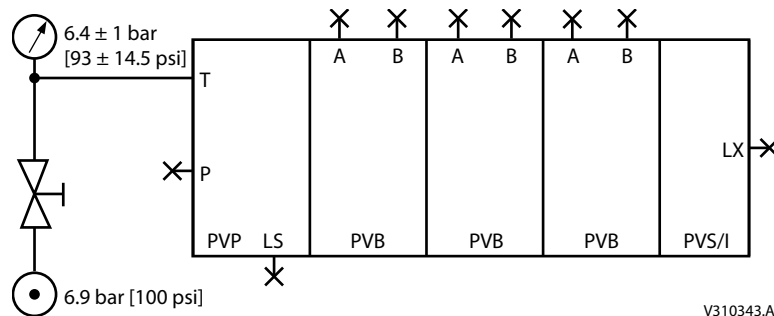 6.4 ± 1 bar
[93 ± 14.5 psi]
A B A B A B
T
LX
P
PVP LS PVB PVB PVB PVS/I
6.9 bar [100 psi]
V310343.A